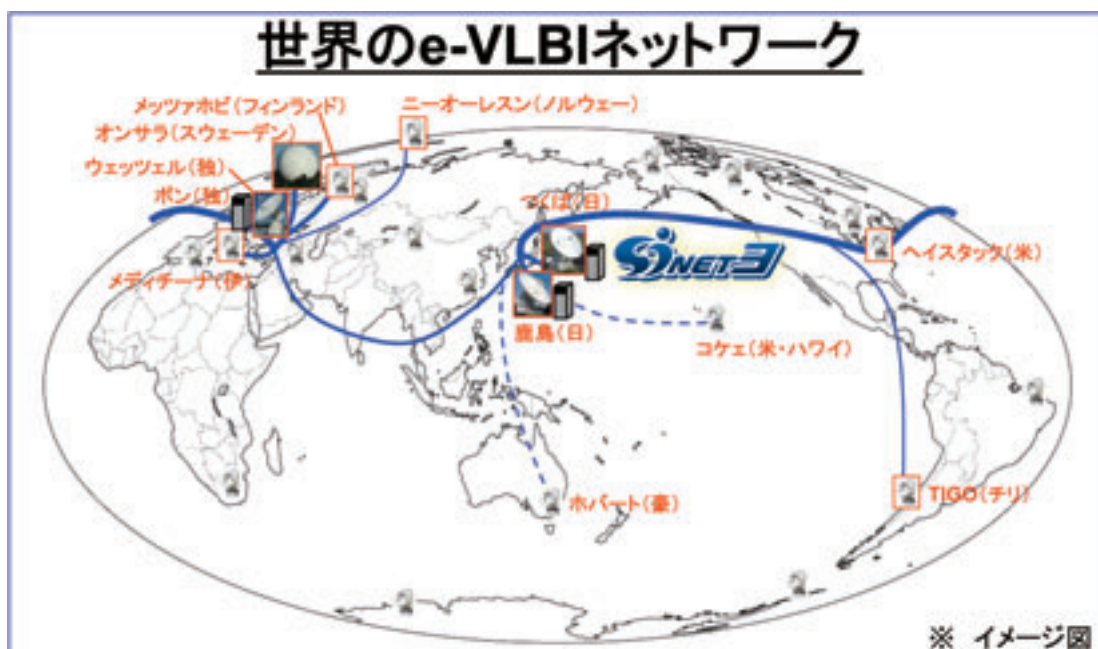 世界のe-VLBIネットワーク
メッツァホビ(フィンランド)
ニーオーレスン(ノルウェー)
オンサラ(スウェーデン)
ウェッツェル(独)
ボン(独)
つくば(日)
SINET3
ヘイスタック(米)
メディチーナ(伊)
鹿島(日)
コケェ(米・ハワイ)
TIGO(チリ)
ホバート(豪)
※ イメージ図